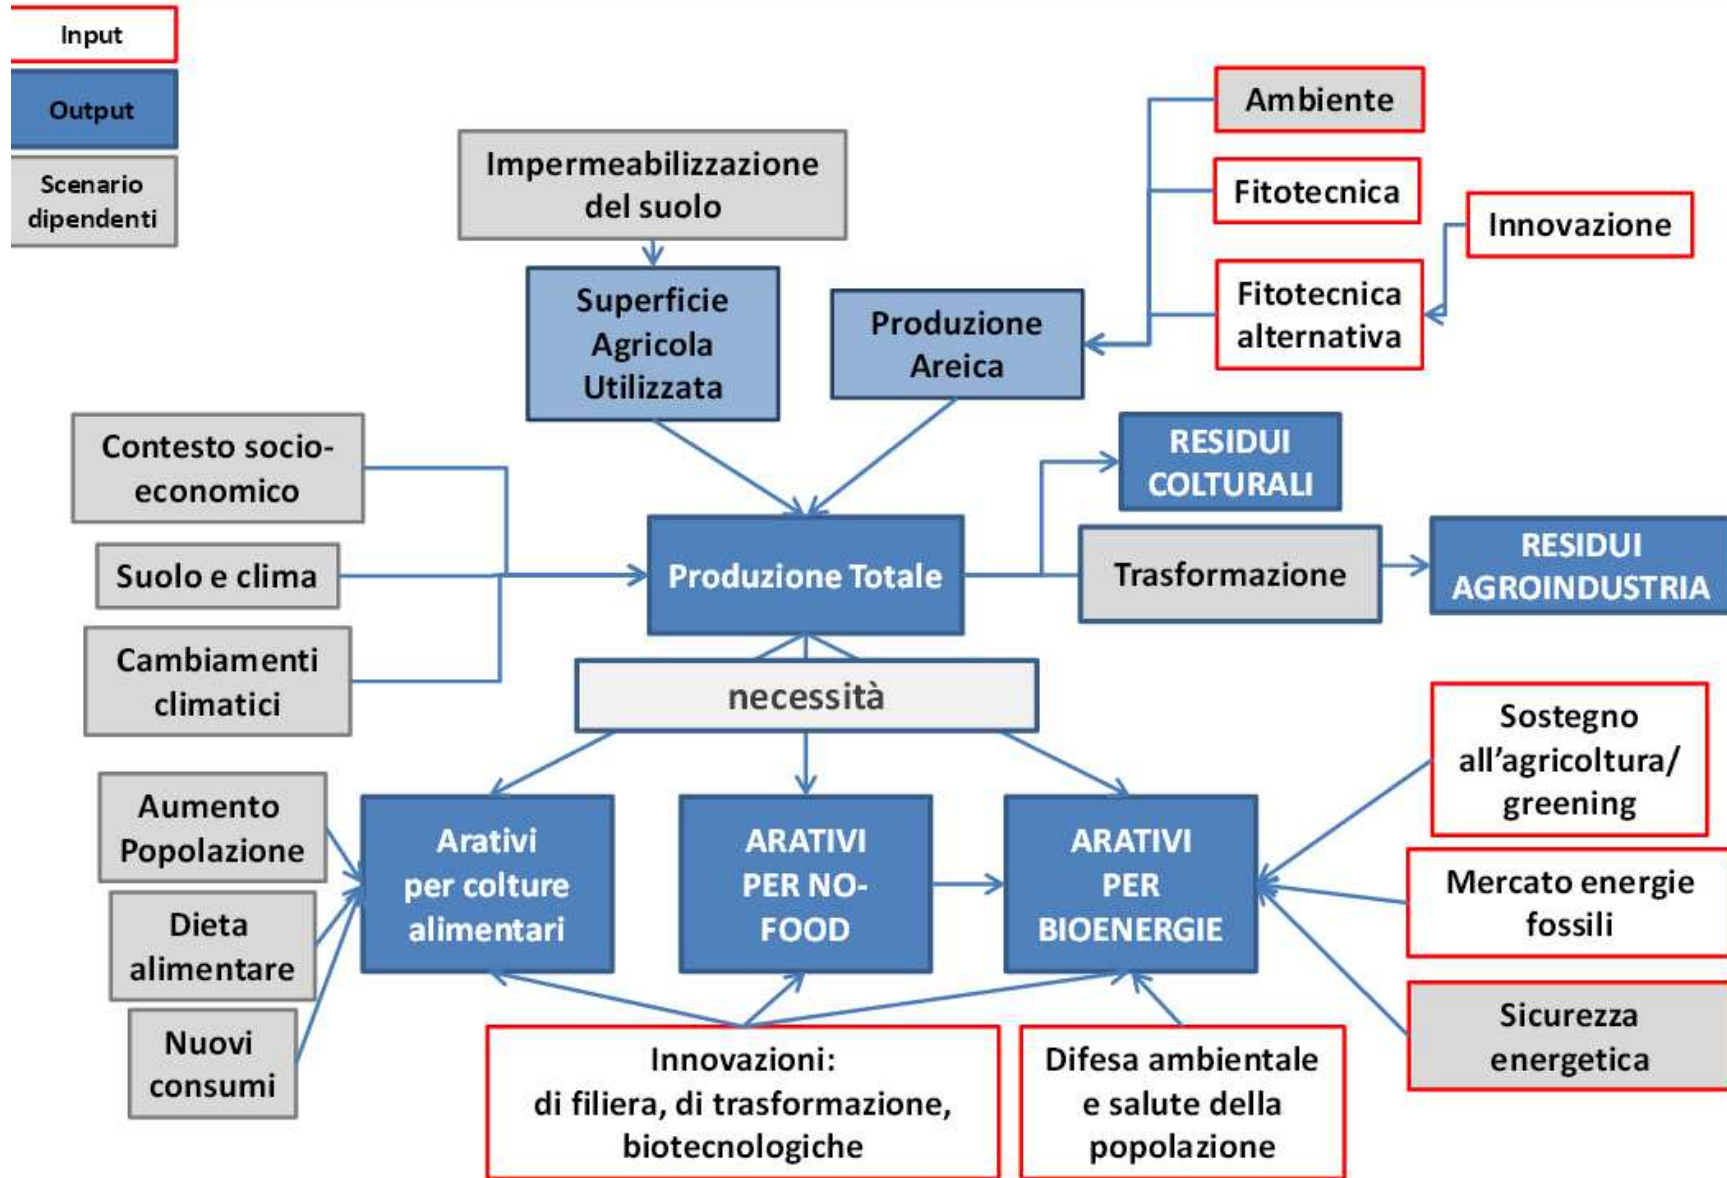 Input
Output
Scenario
dipendenti
Impermeabilizzazione
del suolo
Ambiente
Fitotecnica
Innovazione
Fitotecnica
alternativa
Superficie
Agricola
Utilizzata
Produzione
Areica
Contesto socio-
economico
Suolo e clima
Cambiamenti
climatici
Produzione Totale
RESIDUI
COLTURALI
Trasformazione
RESIDUI
AGROINDUSTRIA
necessità
Aumento
Popolazione
Dieta
alimentare
Nuovi
consumi
Arativi
per colture
alimentari
ARATIVI
PER NO-
FOOD
ARATIVI
PER
BIOENERGIE
Sostegno
all’agricoltura/
greening
Mercato energie
fossili
Sicurezza
energetica
Innovazioni:
di filiera, di trasformazione,
biotecnologiche
Difesa ambientale
e salute della
popolazione